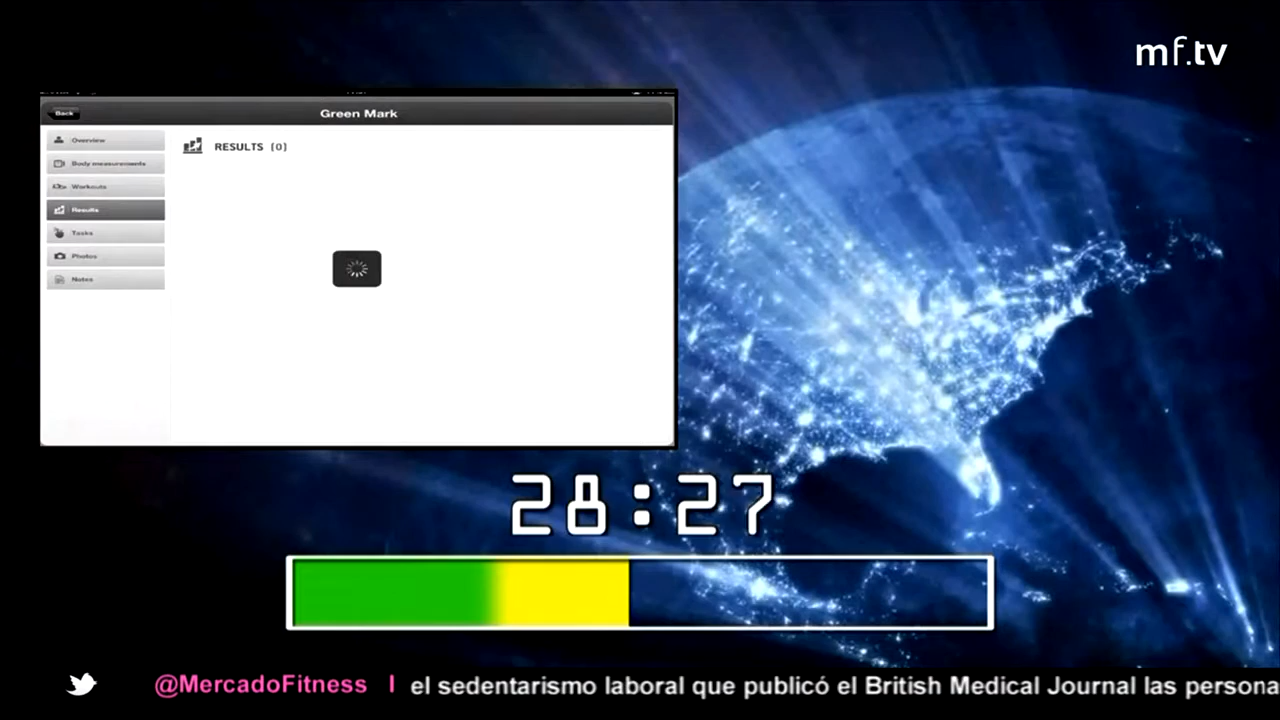 mf.tv
Back
Green Mark
Overview
Body measurements
Workouts
Results
Tasks
Photos
Notes
RESULTS (0)
28:27
@MercadoFitness | el sedentarismo laboral que publicó el British Medical Journal las persona